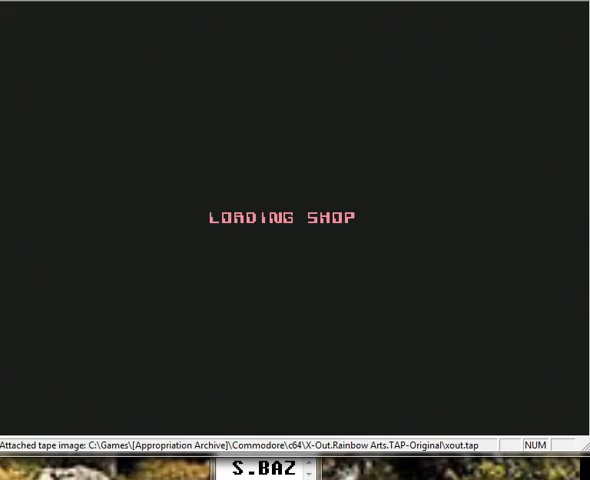 LOADING SHOP
Attached tape image: C:\Games\[Appropriation Archive]\Commodore\c64\X-Out.Rainbow Arts.TAP-Original\xout.tap
NUM
S.BAZ